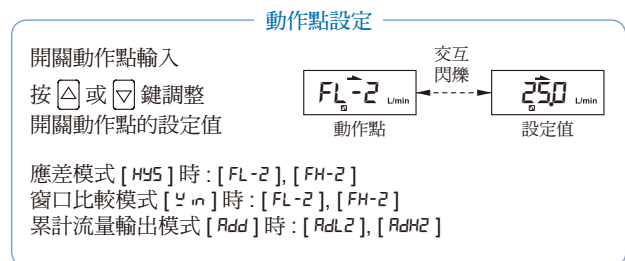 動作點設定
開關動作點輸入
按 △ 或 ▽ 鍵調整
開關動作點的設定值
交互
閃爍
FL-2 L/min
250 L/min
動作點
設定值
應差模式 [ HYS ] 時 : [ FL-2 ], [ FH-2 ]
窗口比較模式 [ Win ] 時 : [ FL-2 ], [ FH-2 ]
累計流量輸出模式 [ Add ] 時 : [ AdL2 ], [ AdH2 ]